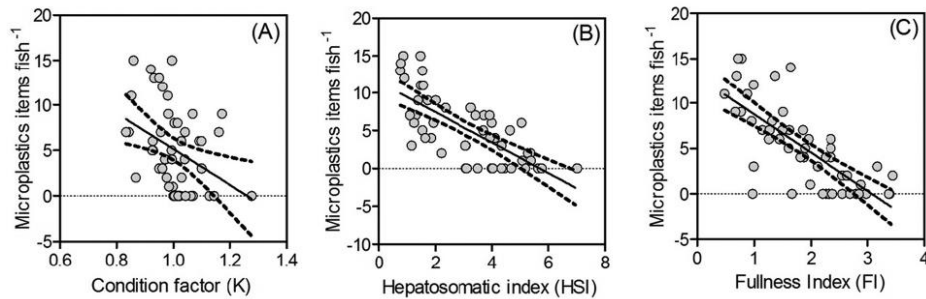 (A)
Microplastics items fish⁻¹
20
15
10
5
0
-5
0.6 0.8 1.0 1.2 1.4
Condition factor (K)
(B)
Microplastics items fish⁻¹
20
15
10
5
0
-5
-10
0 2 4 6 8
Hepatosomatic index (HSI)
(C)
Microplastics items fish⁻¹
20
15
10
5
0
-5
0 1 2 3 4
Fullness Index (FI)